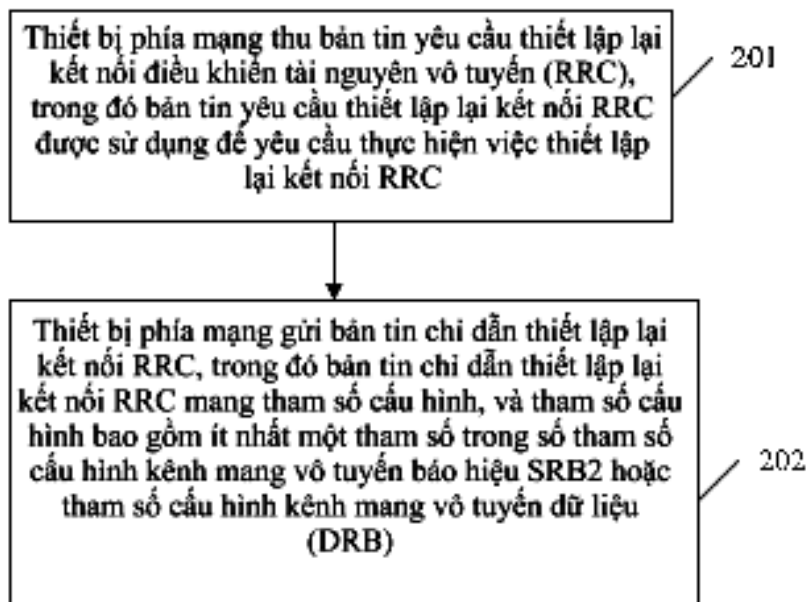 Thiết bị phía mạng thu bản tin yêu cầu thiết lập lại
kết nối điều khiển tài nguyên vô tuyến (RRC),
trong đó bản tin yêu cầu thiết lập lại kết nối RRC
được sử dụng để yêu cầu thực hiện việc thiết lập
lại kết nối RRC
201
Thiết bị phía mạng gửi bản tin chỉ dẫn thiết lập lại
kết nối RRC, trong đó bản tin chỉ dẫn thiết lập lại
kết nối RRC mang tham số cấu hình, và tham số cấu
hình bao gồm ít nhất một tham số trong số tham số
cấu hình kênh mang vô tuyến báo hiệu SRB2 hoặc
tham số cấu hình kênh mang vô tuyến dữ liệu
(DRB)
202